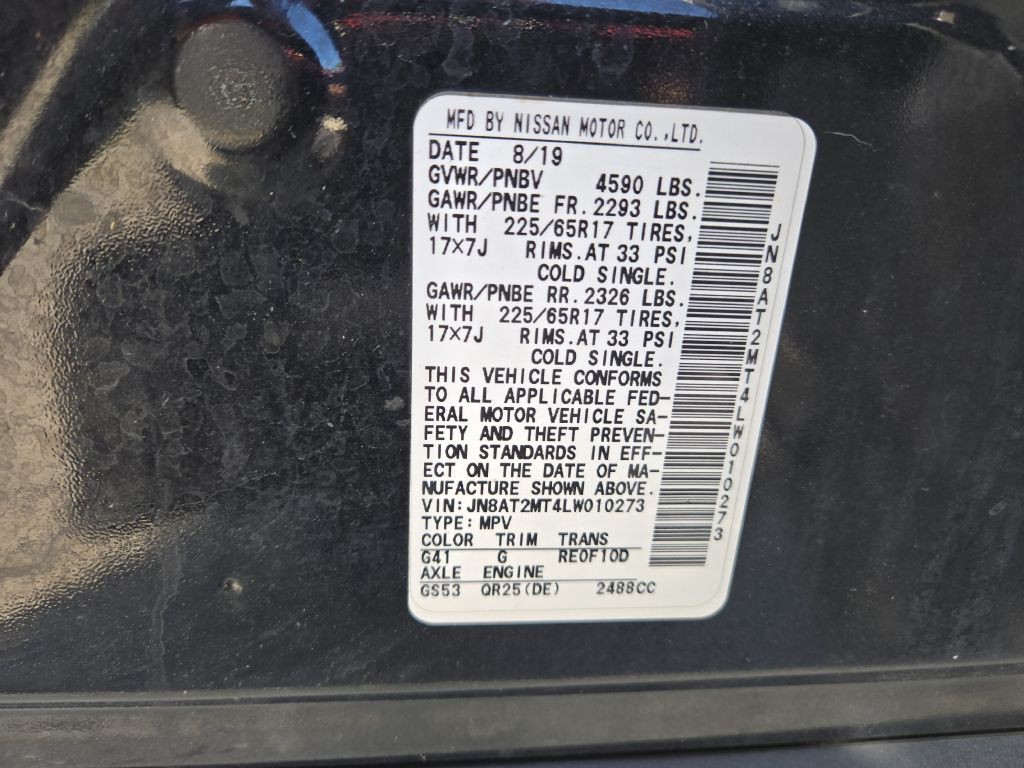 MFD BY NISSAN MOTOR CO.,LTD.
DATE 8/19
GVWR/PNBV 4590 LBS.
GAWR/PNBE FR. 2293 LBS.
WITH 225/65R17 TIRES,
17×7J RIMS. AT 33 PSI
COLD SINGLE.
GAWR/PNBE RR. 2326 LBS.
WITH 225/65R17 TIRES,
17×7J RIMS. AT 33 PSI
COLD SINGLE.
THIS VEHICLE CONFORMS
TO ALL APPLICABLE FED-
ERAL MOTOR VEHICLE SA-
FETY AND THEFT PREVEN-
TION STANDARDS IN EFF-
ECT ON THE DATE OF MA-
NUFACTURE SHOWN ABOVE.
VIN: JN8AT2MT4LW010273
TYPE: MPV
COLOR TRIM TRANS
G41 G RE0F10D
AXLE ENGINE
GS53 QR25(DE) 2488CC
JN8AT2MT4LW010273